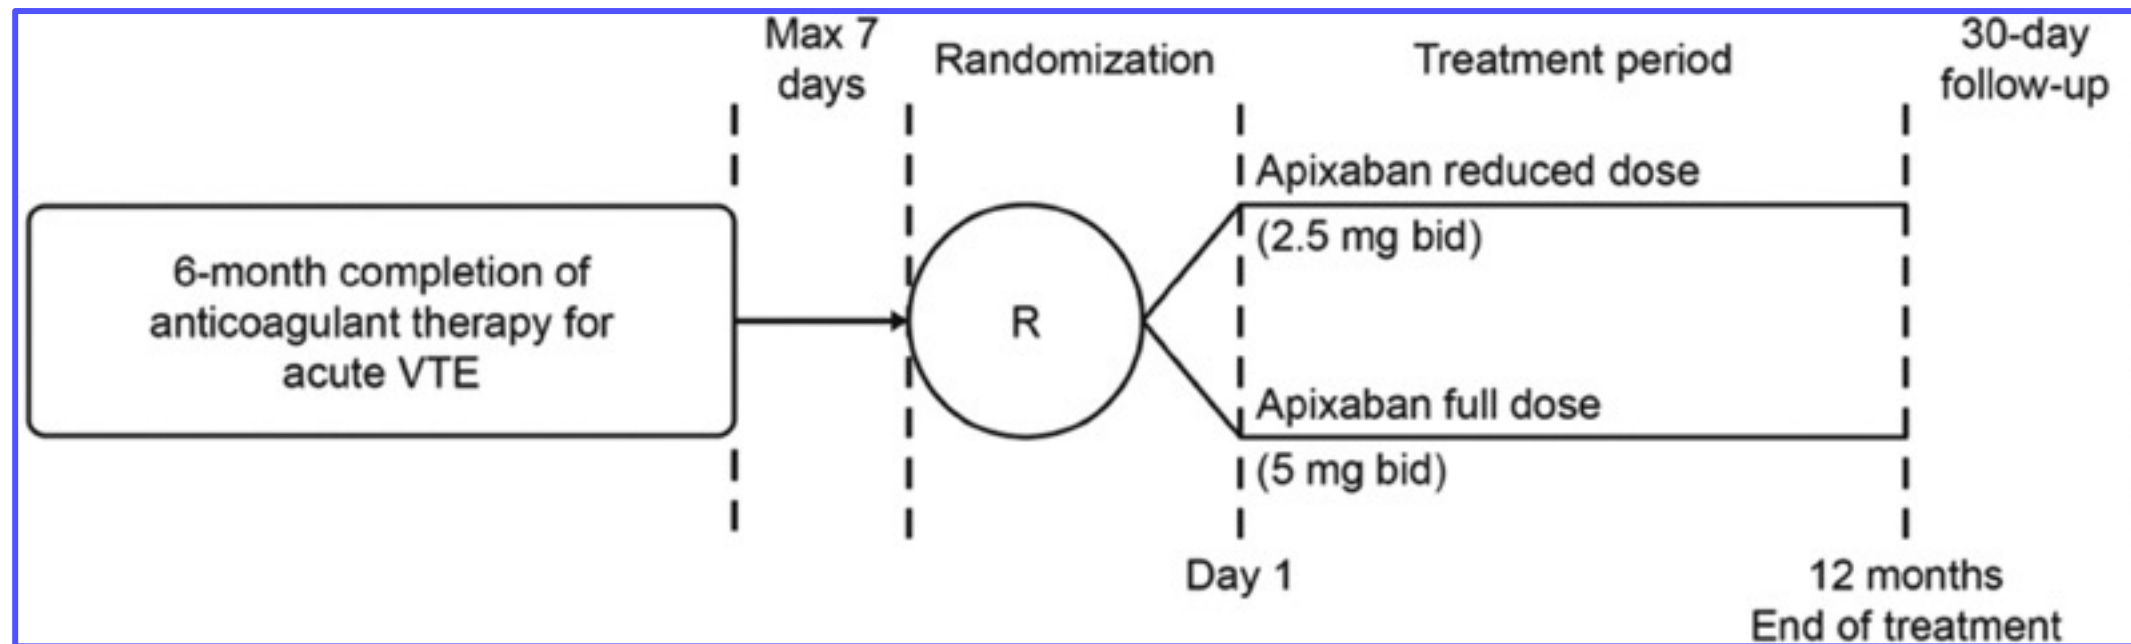 Max 7
days
Randomization
Treatment period
30-day
follow-up
6-month completion of
anticoagulant therapy for
acute VTE
R
Apixaban reduced dose
(2.5 mg bid)
Apixaban full dose
(5 mg bid)
Day 1
12 months
End of treatment